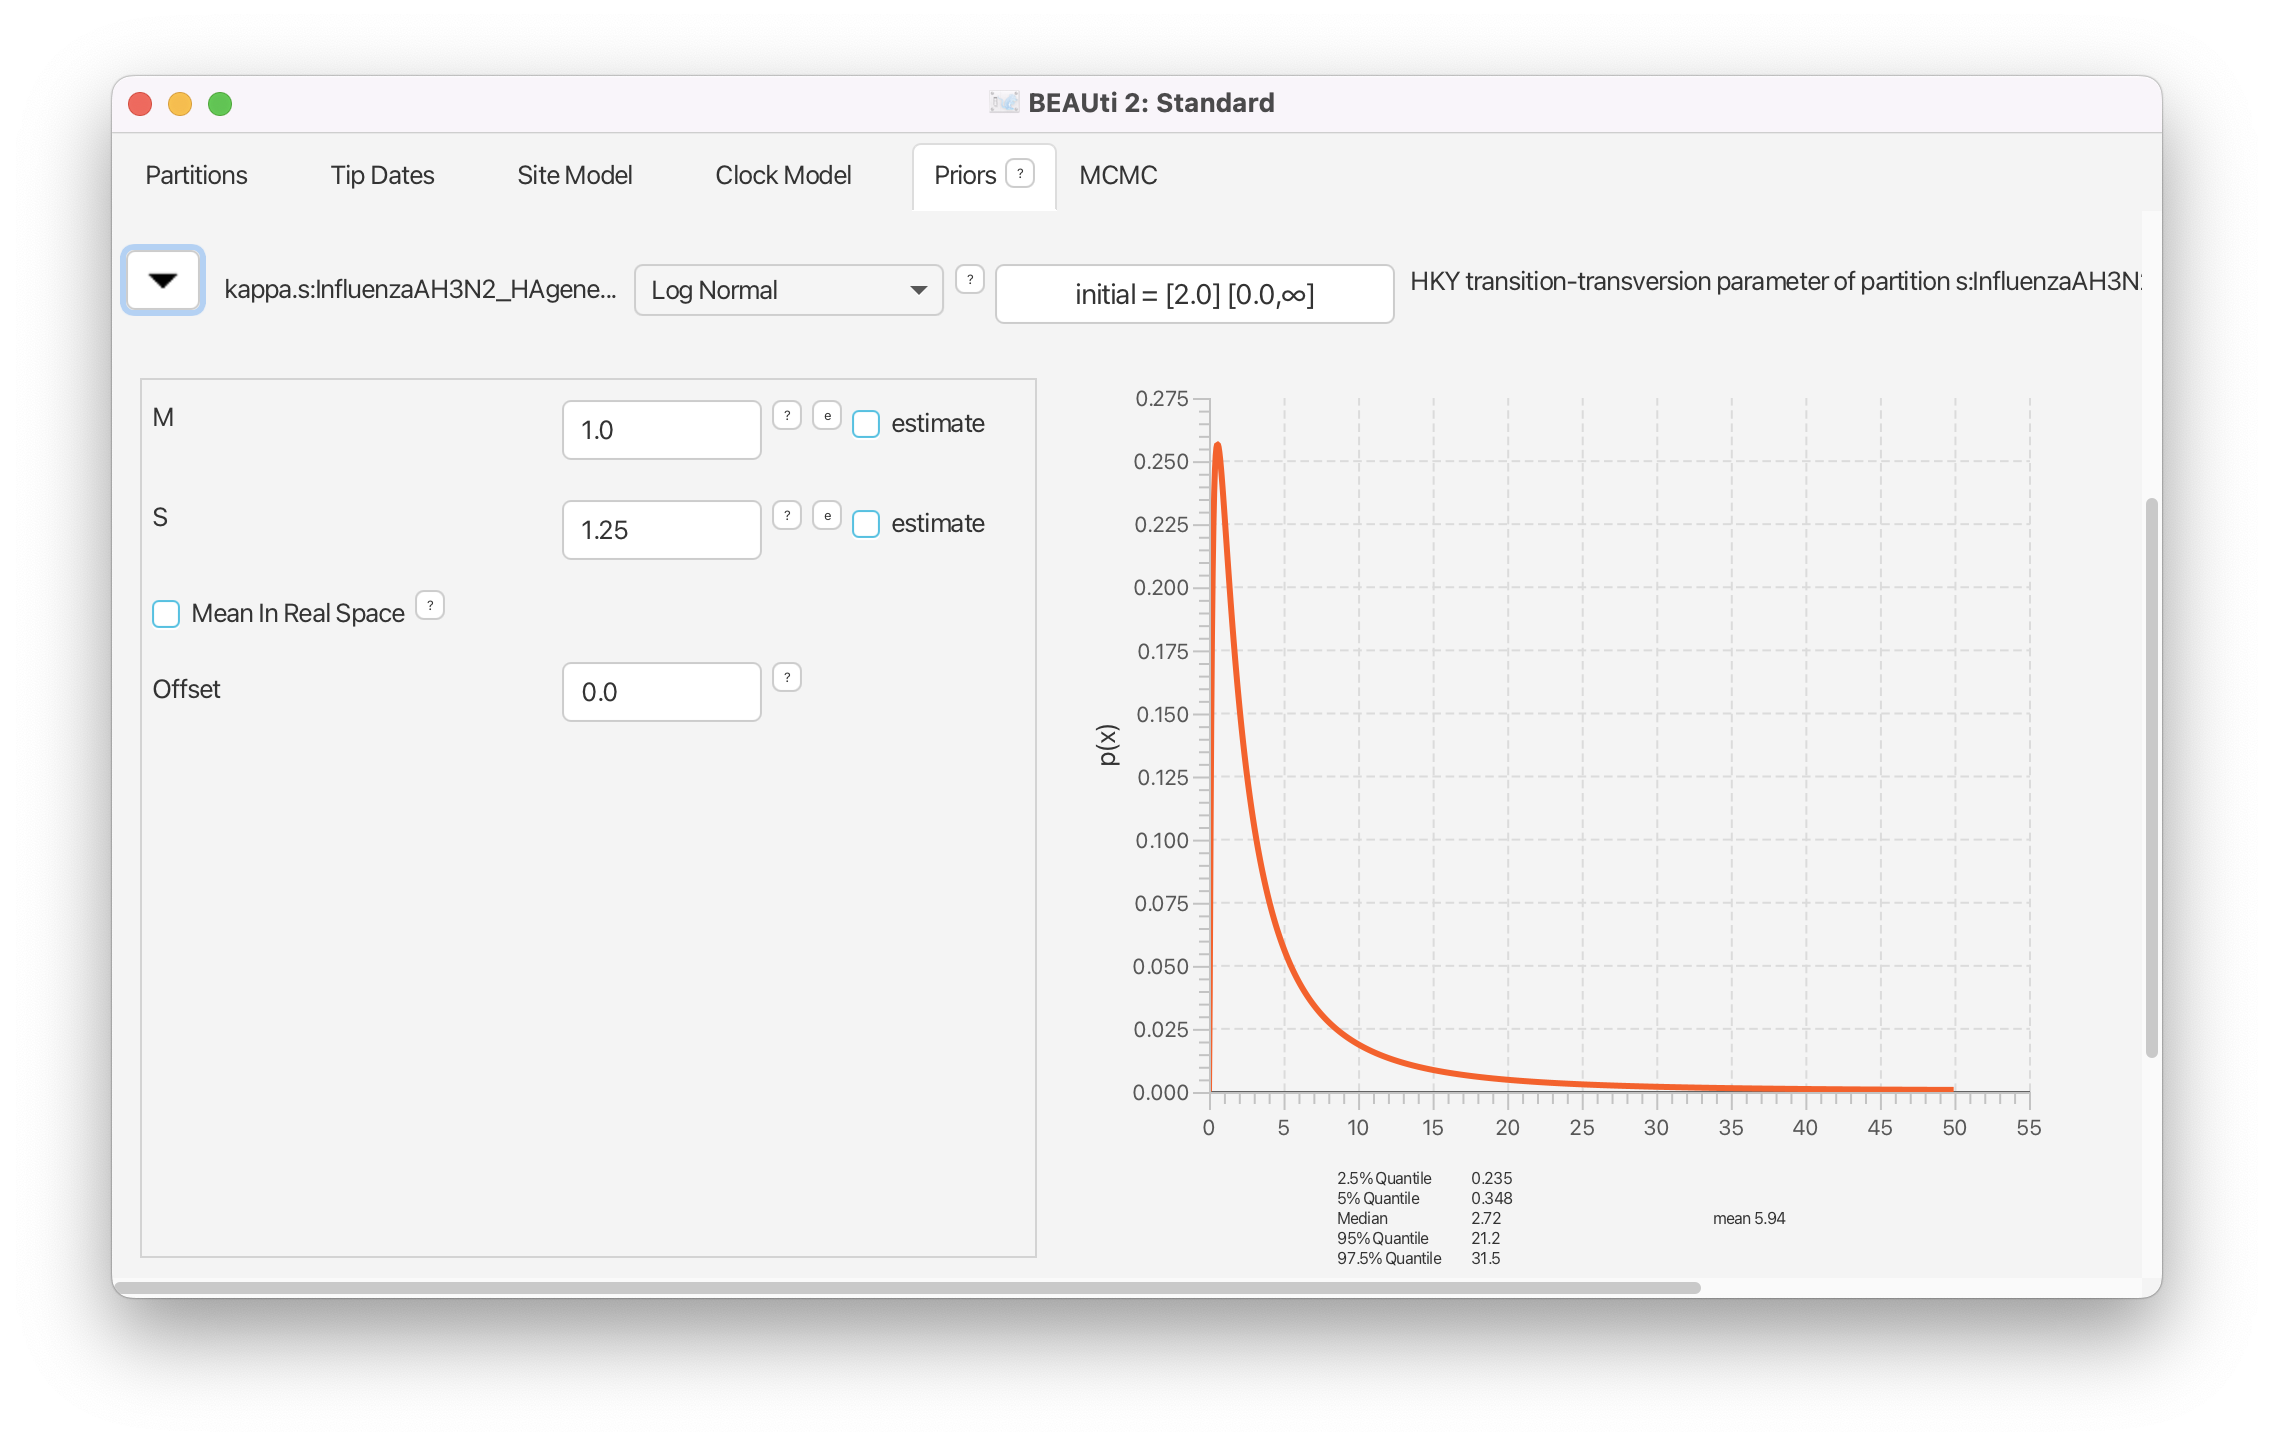 BEAUti 2: Standard
Partitions Tip Dates Site Model Clock Model Priors ? MCMC
kappa.s:InfluenzaAH3N2_HAgene... Log Normal ? initial = [2.0] [0.0,∞] HKY transition-transversion parameter of partition s:InfluenzaAH3N
M 1.0 ? e estimate
S 1.25 ? e estimate
Mean In Real Space ?
Offset 0.0 ?
0.275
0.250
0.225
0.200
0.175
0.150
p(x)
0.125
0.100
0.075
0.050
0.025
0.000
0 5 10 15 20 25 30 35 40 45 50 55
2.5% Quantile 0.235
5% Quantile 0.348
Median 2.72 mean 5.94
95% Quantile 21.2
97.5% Quantile 31.5